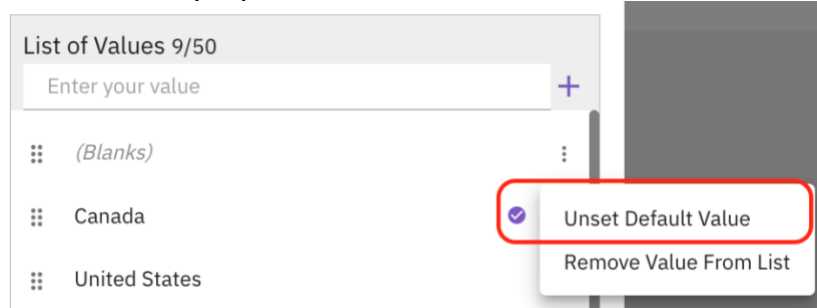 List of Values 9/50
Enter your value
(Blanks)
Canada
Unset Default Value
Remove Value From List
United States